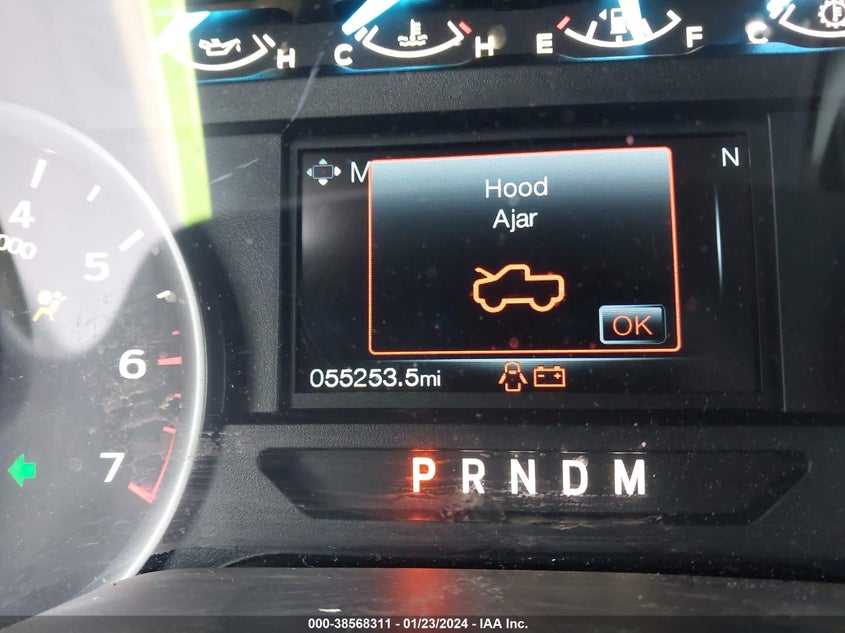 H C H E F C
M N
Hood
Ajar
4
5
6
7
OK
055253.5mi
P R N D M
000-38568311 / 01/23/2024 - IAA Inc.